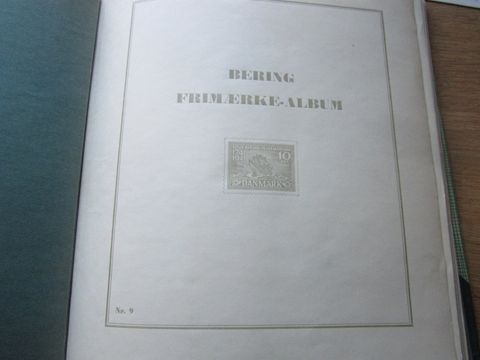 BERING
FRIMÆRKE-ALBUM
10
DANMARK
Nr. 9